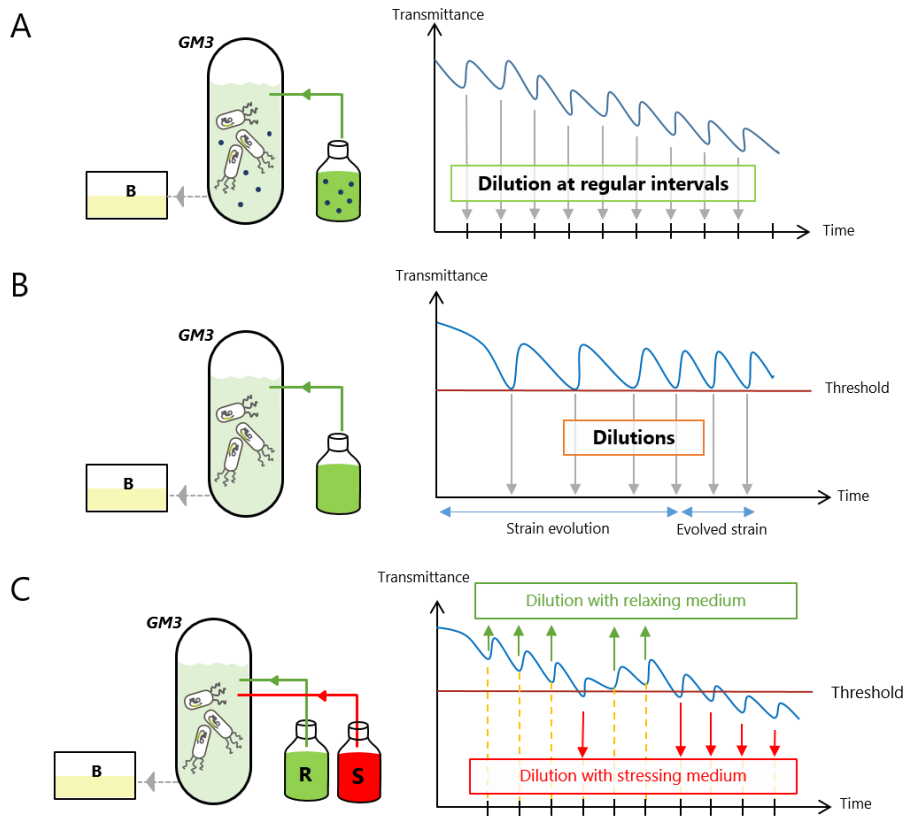 A
GM3
B
Transmittance
Dilution at regular intervals
Time
B
GM3
B
Transmittance
Threshold
Dilutions
Time
Strain evolution
Evolved strain
C
GM3
B
R
S
Transmittance
Dilution with relaxing medium
Threshold
Dilution with stressing medium
Time